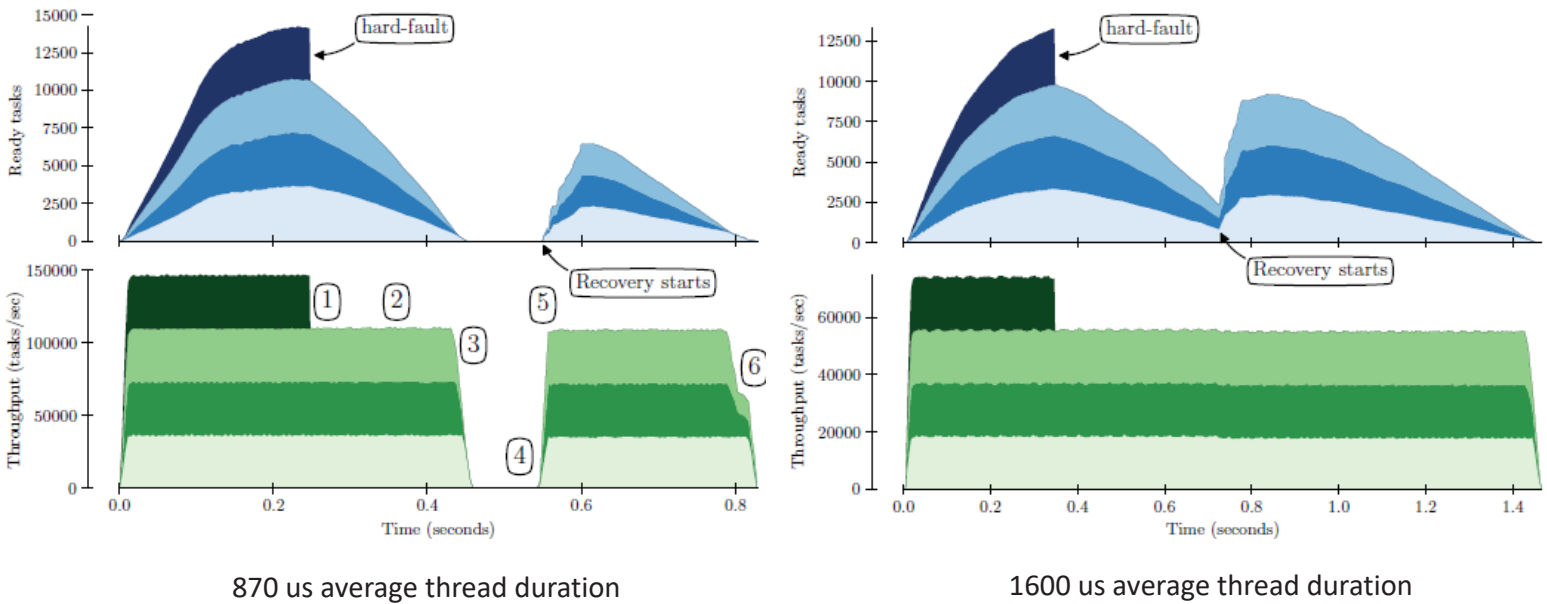 15000
12500
10000
7500
5000
2500
0
Ready tasks
hard-fault
Recovery starts
150000
100000
50000
0
Throughput (tasks/sec)
1
2
3
4
5
6
0.0 0.2 0.4 0.6 0.8
Time (seconds)
870 us average thread duration
12500
10000
7500
5000
2500
0
Ready tasks
hard-fault
Recovery starts
60000
40000
20000
0
Throughput (tasks/sec)
0.0 0.2 0.4 0.6 0.8 1.0 1.2 1.4
Time (seconds)
1600 us average thread duration